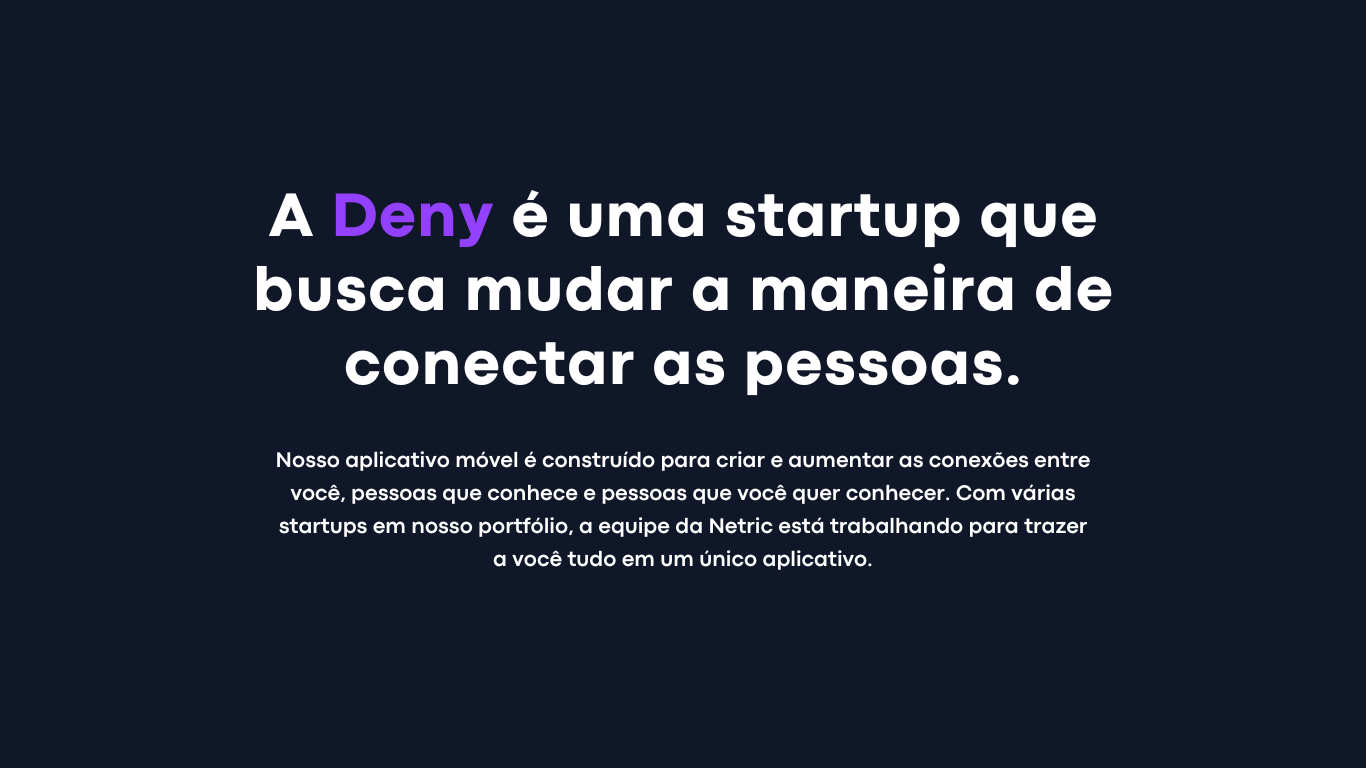 A Deny é uma startup que
busca mudar a maneira de
conectar as pessoas.
Nosso aplicativo móvel é construído para criar e aumentar as conexões entre
você, pessoas que conhece e pessoas que você quer conhecer. Com várias
startups em nosso portfólio, a equipe da Netric está trabalhando para trazer
a você tudo em um único aplicativo.